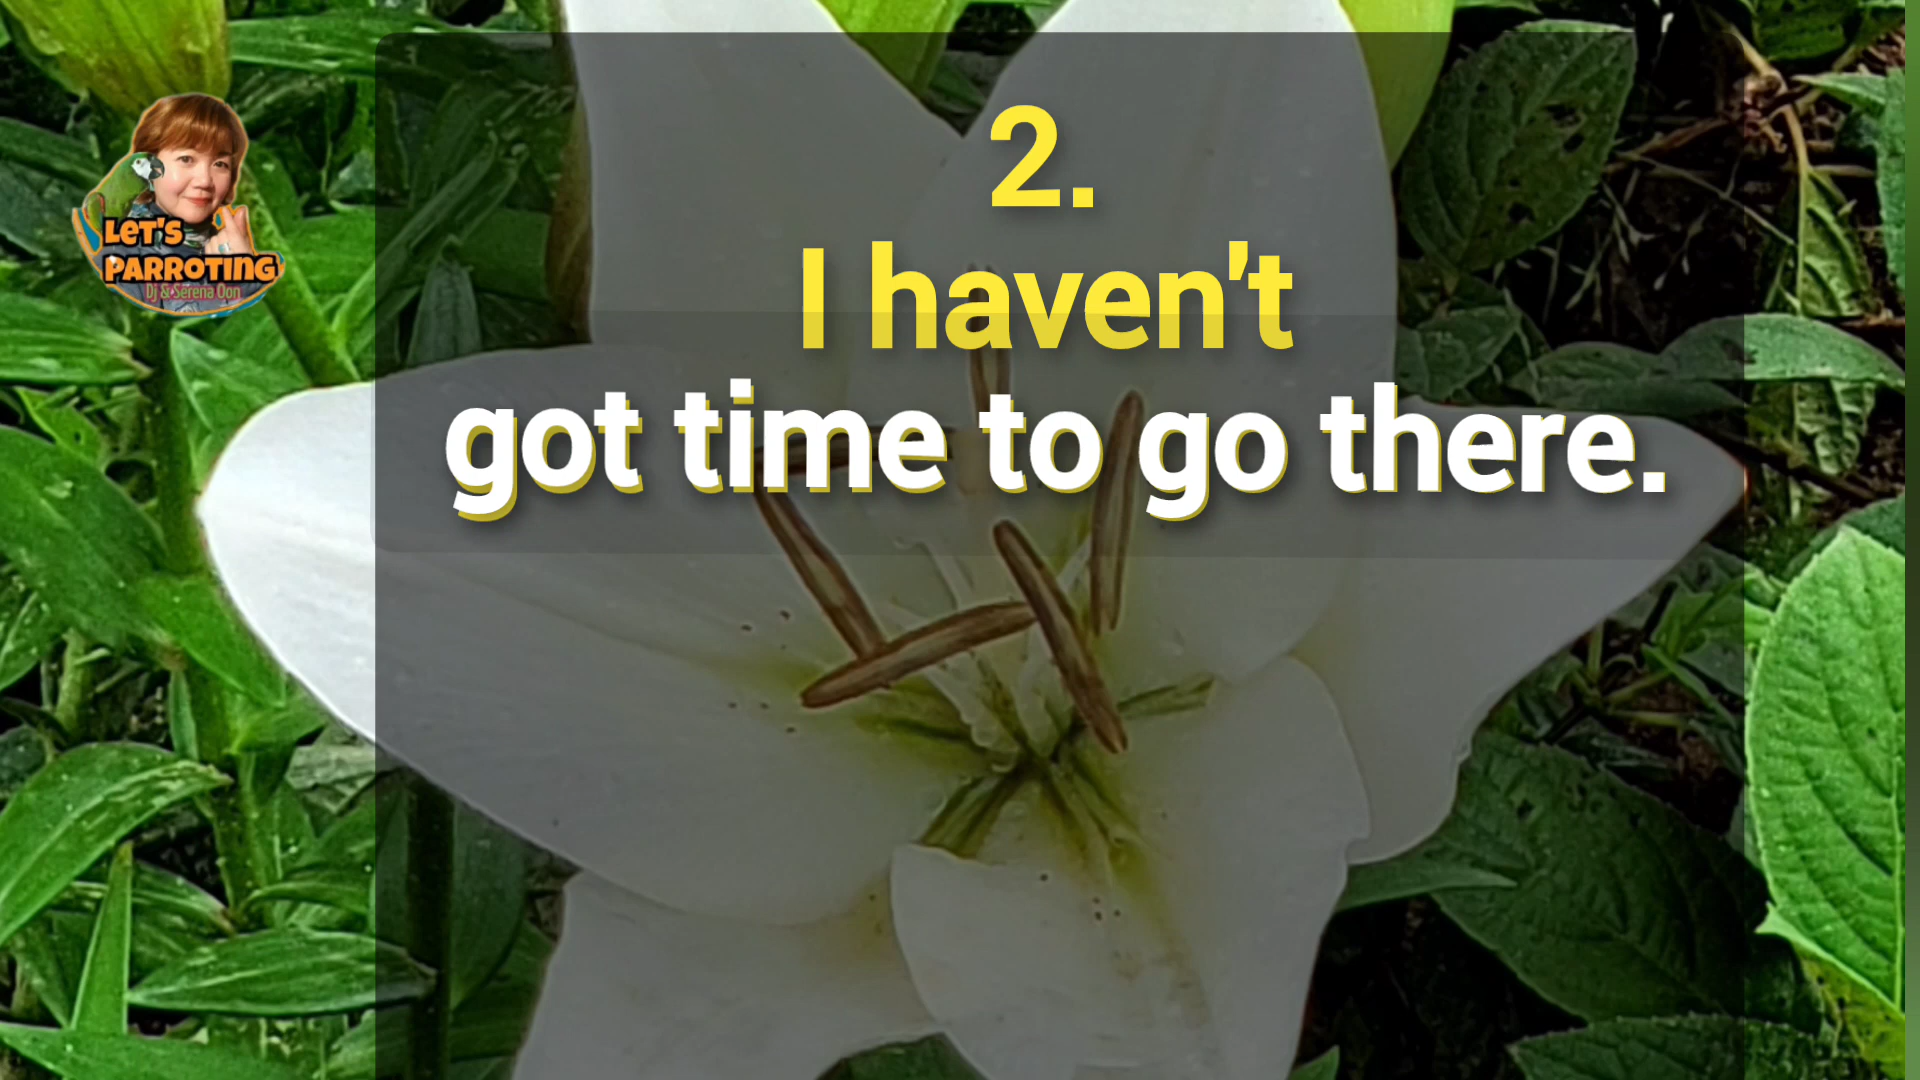 LET'S
PARROTING
Dj & Serena Oon
2.
I haven't
got time to go there.